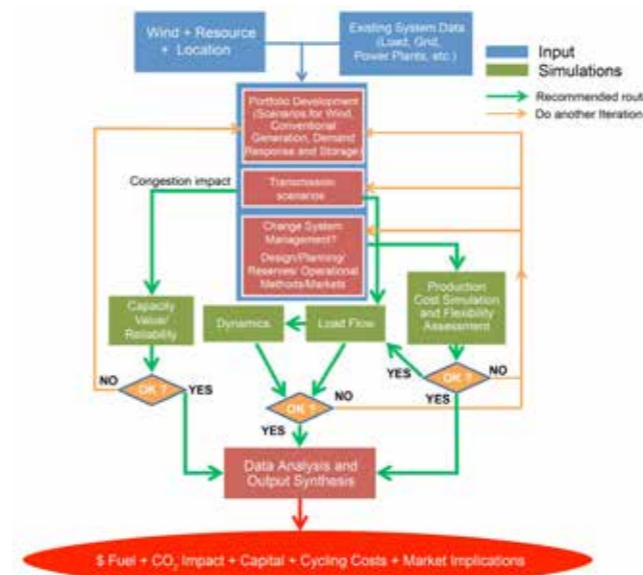 Wind + Resource
+ Location
Existing System Data
(Load, Grid,
Power Plants, etc.)
Input
Simulations
Recommended rout
Do another Iteration
Portfolio Development
(Scenarios for Wind,
Conventional
Generation, Demand
Response and Storage)
Congestion impact
Transmission
scenarios
Change System
Management?
Design/Planning/
Reserves/ Operational
Methods/Markets
Capacity
Value/
Reliability
Dynamics
Load Flow
Production
Cost Simulation
and Flexibility
Assessment
NO
OK ?
YES
OK ?
NO
YES
YES
OK ?
NO
YES
Data Analysis and
Output Synthesis
$ Fuel + CO₂ Impact + Capital + Cycling Costs + Market Implications